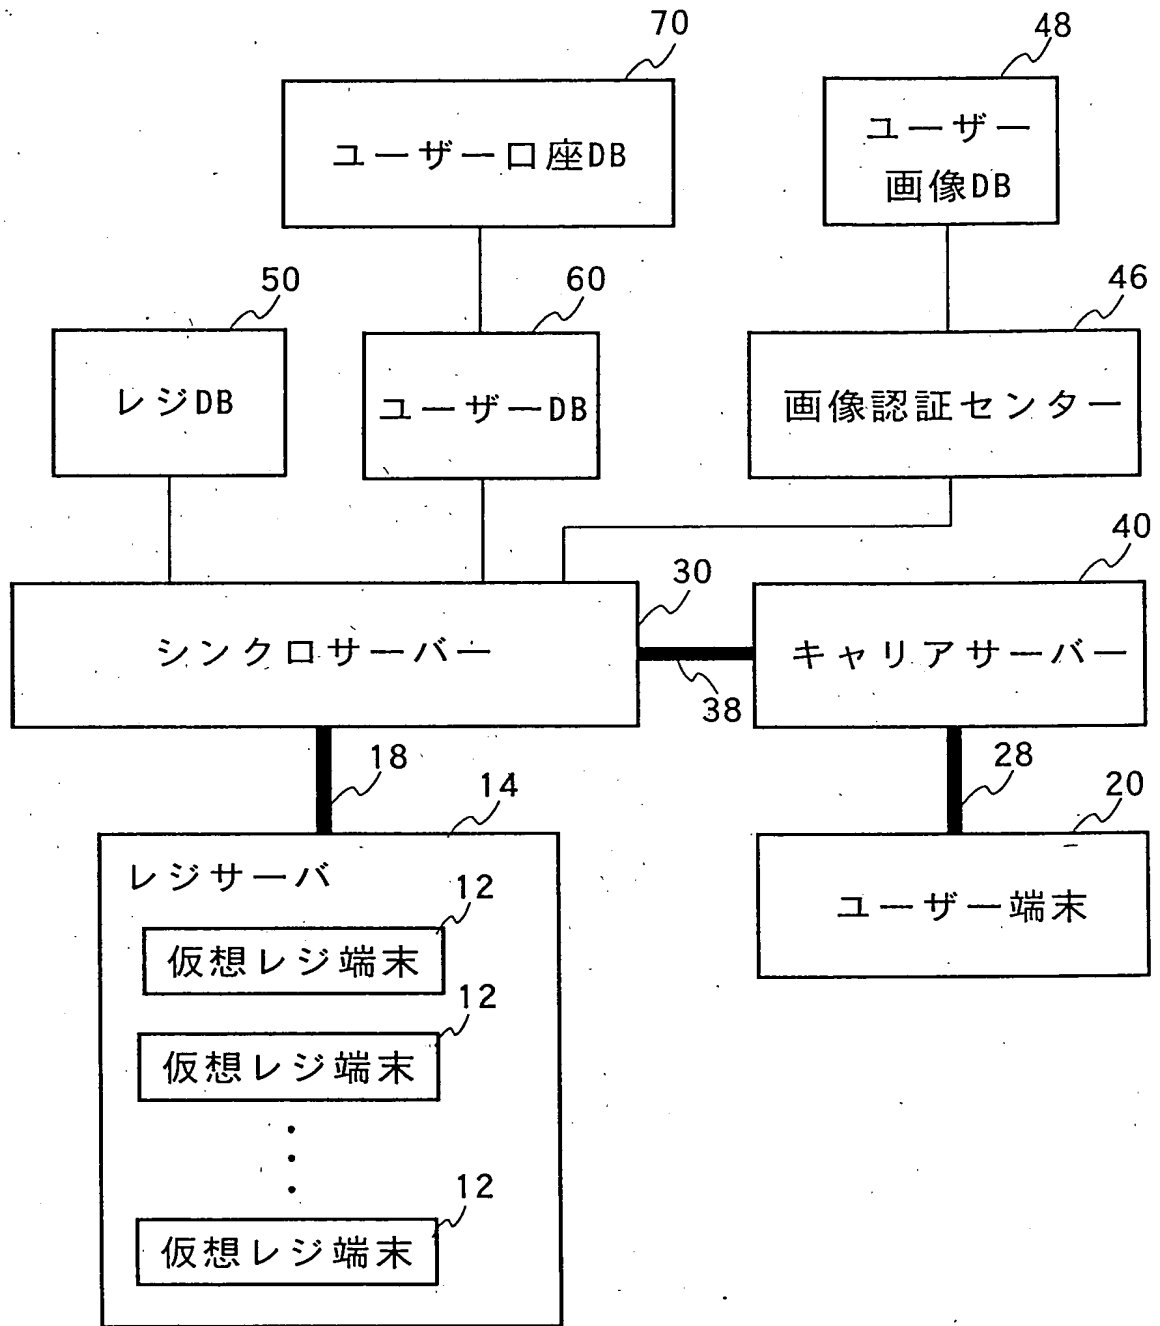 70
48
ユーザー口座DB
ユーザー
画像DB
50
60
46
レジDB
ユーザーDB
画像認証センター
30
40
シンクロサーバー
キャリアサーバー
38
18
28
14
20
レジサーバ
ユーザー端末
12
仮想レジ端末
12
仮想レジ端末
12
仮想レジ端末